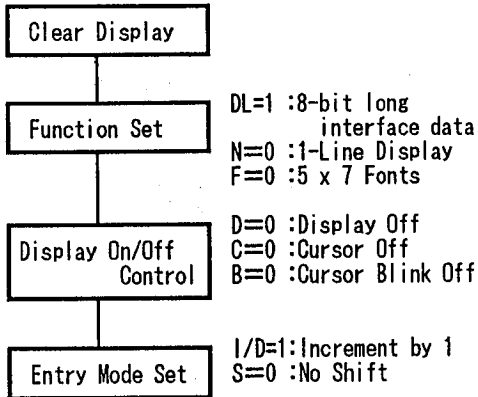 Clear Display
Function Set
DL=1 :8-bit long
interface data
N=0 :1-Line Display
F=0 :5 x 7 Fonts
Display On/Off
Control
D=0 :Display Off
C=0 :Cursor Off
B=0 :Cursor Blink Off
Entry Mode Set
I/D=1:Increment by 1
S=0 :No Shift